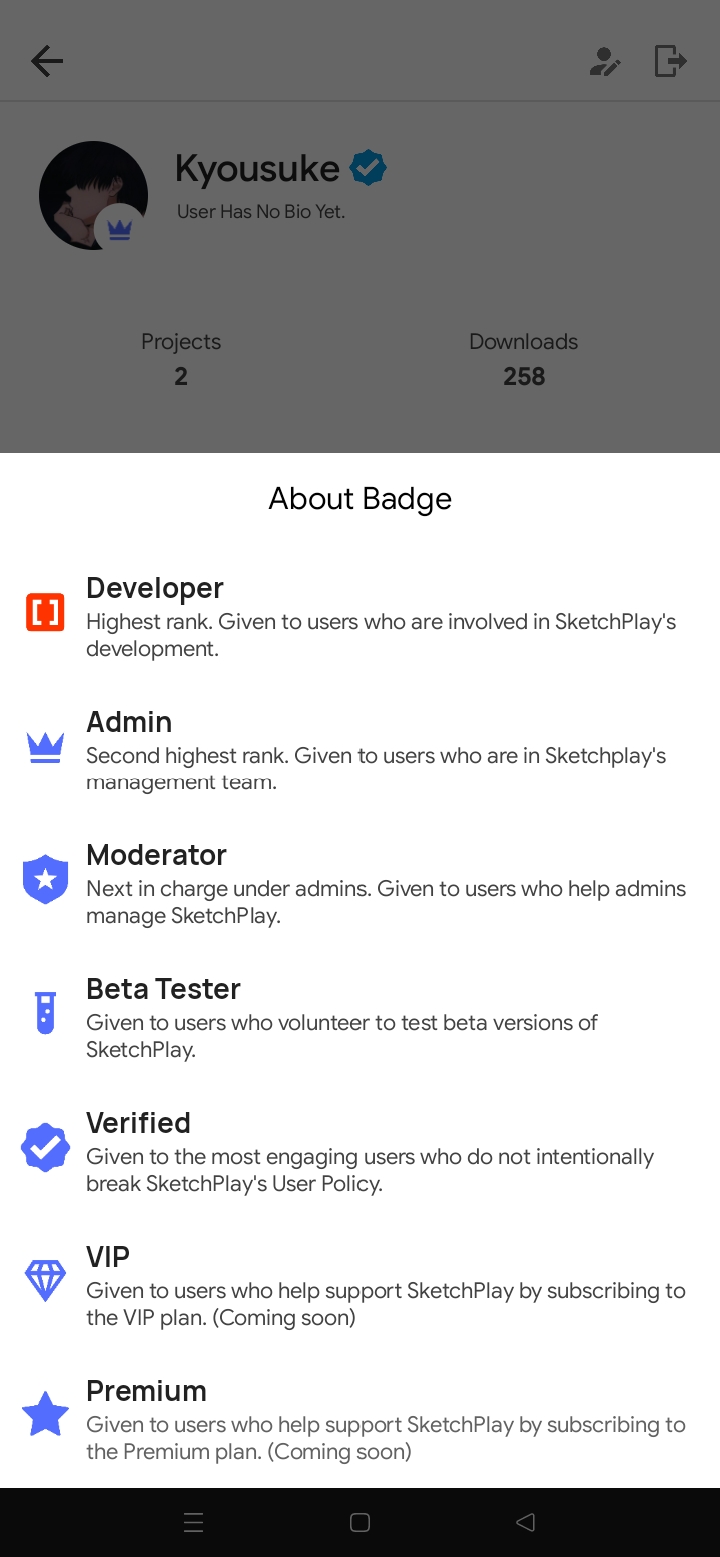 Kyousuke
User Has No Bio Yet.
Projects
Downloads
2
258
About Badge
Developer
Highest rank. Given to users who are involved in SketchPlay's
development.
Admin
Second highest rank. Given to users who are in Sketchplay's
management team.
Moderator
Next in charge under admins. Given to users who help admins
manage SketchPlay.
Beta Tester
Given to users who volunteer to test beta versions of
SketchPlay.
Verified
Given to the most engaging users who do not intentionally
break SketchPlay's User Policy.
VIP
Given to users who help support SketchPlay by subscribing to
the VIP plan. (Coming soon)
Premium
Given to users who help support SketchPlay by subscribing to
the Premium plan. (Coming soon)